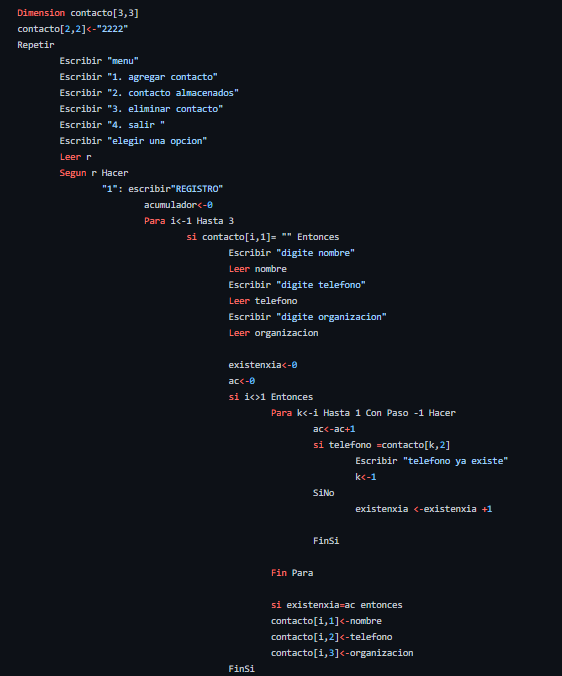 Dimension contacto[3,3]
contacto[2,2]<-"2222"
Repetir
Escribir "menu"
Escribir "1. agregar contacto"
Escribir "2. contacto almacenados"
Escribir "3. eliminar contacto"
Escribir "4. salir "
Escribir "elegir una opcion"
Leer r
Segun r Hacer
"1": escribir"REGISTRO"
acumulador<-0
Para i<-1 Hasta 3
si contacto[i,1]= "" Entonces
Escribir "digite nombre"
Leer nombre
Escribir "digite telefono"
Leer telefono
Escribir "digite organizacion"
Leer organizacion
existenxia<-0
ac<-0
si i<>1 Entonces
Para k<-i Hasta 1 Con Paso -1 Hacer
ac<-ac+1
si telefono =contacto[k,2]
Escribir "telefono ya existe"
k<-1
SiNo
existenxia <-existenxia +1
FinSi
Fin Para
si existenxia=ac entonces
contacto[i,1]<-nombre
contacto[i,2]<-telefono
contacto[i,3]<-organizacion
FinSi